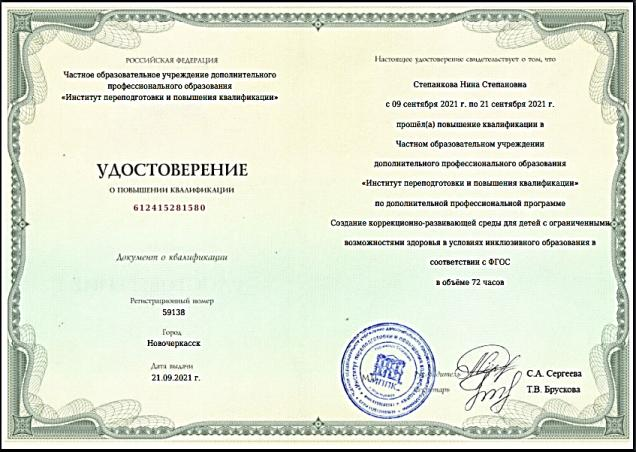 РОССИЙСКАЯ ФЕДЕРАЦИЯ
Частное образовательное учреждение дополнительного
профессионального образования
«Институт переподготовки и повышения квалификации»
УДОСТОВЕРЕНИЕ
О ПОВЫШЕНИИ КВАЛИФИКАЦИИ
612415281580
Документ о квалификации
Регистрационный номер
59138
Город
Новочеркасск
Дата выдачи
21.09.2021 г.
Настоящее удостоверение свидетельствует о том, что
Степанкова Нина Степановна
с 09 сентября 2021 г. по 21 сентября 2021 г.
прошёл(а) повышение квалификации в
Частном образовательном учреждении
дополнительного профессионального образования
«Институт переподготовки и повышения квалификации»
по дополнительной профессиональной программе
Создание коррекционно-развивающей среды для детей с ограниченными
возможностями здоровья в условиях инклюзивного образования в
соответствии с ФГОС
в объёме 72 часов
С.А. Сергеева
Т.В. Брускова